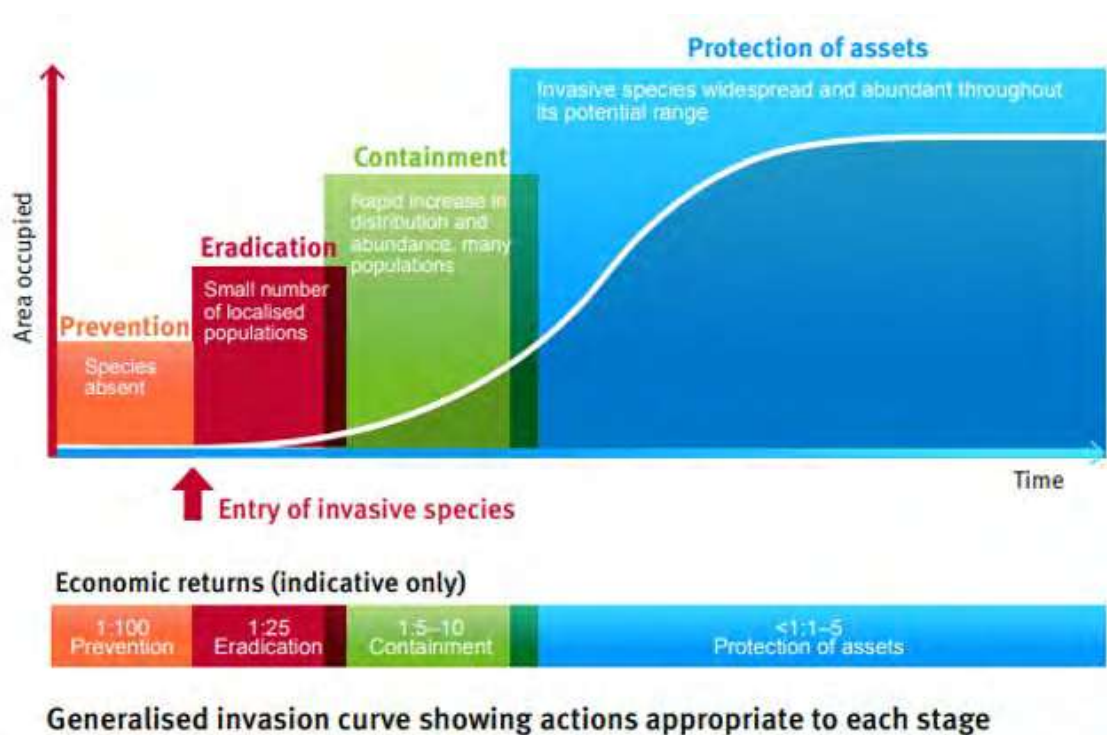 Protection of assets
Invasive species widespread and abundant throughout
its potential range
Containment
Rapid increase in
distribution and
abundance, many
populations
Eradication
Small number
of localised
populations
Prevention
Species
absent
Area occupied
Time
Entry of invasive species
Economic returns (indicative only)
1:100
Prevention
1:25
Eradication
1:5–10
Containment
<1:1–5
Protection of assets
Generalised invasion curve showing actions appropriate to each stage